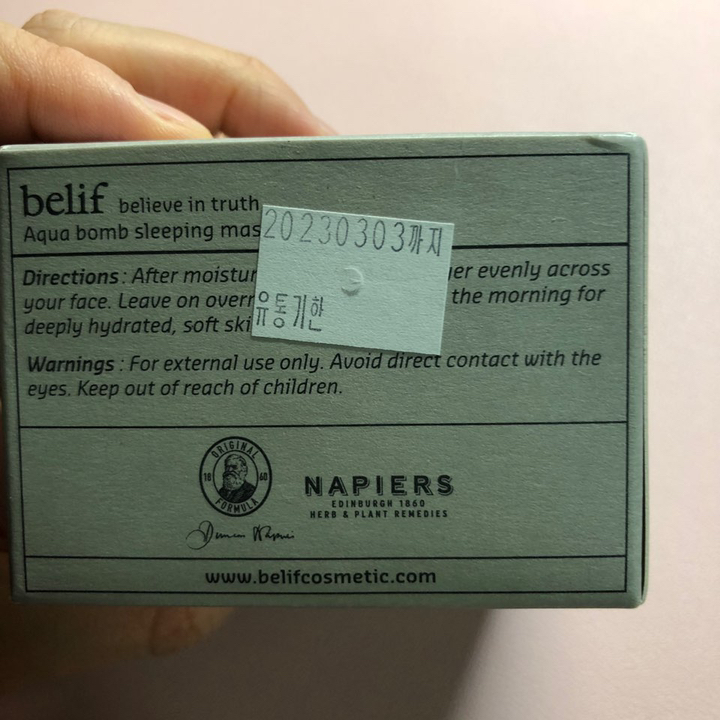 belif believe in truth
Aqua bomb sleeping mas
20230303까지
유통기한
Directions : After moistur er evenly across
your face. Leave on overn the morning for
deeply hydrated, soft ski
Warnings : For external use only. Avoid direct contact with the
eyes. Keep out of reach of children.
ORIGINAL
18 60
FORMULA
NAPIERS
EDINBURGH 1860
HERB & PLANT REMEDIES
www.belifcosmetic.com